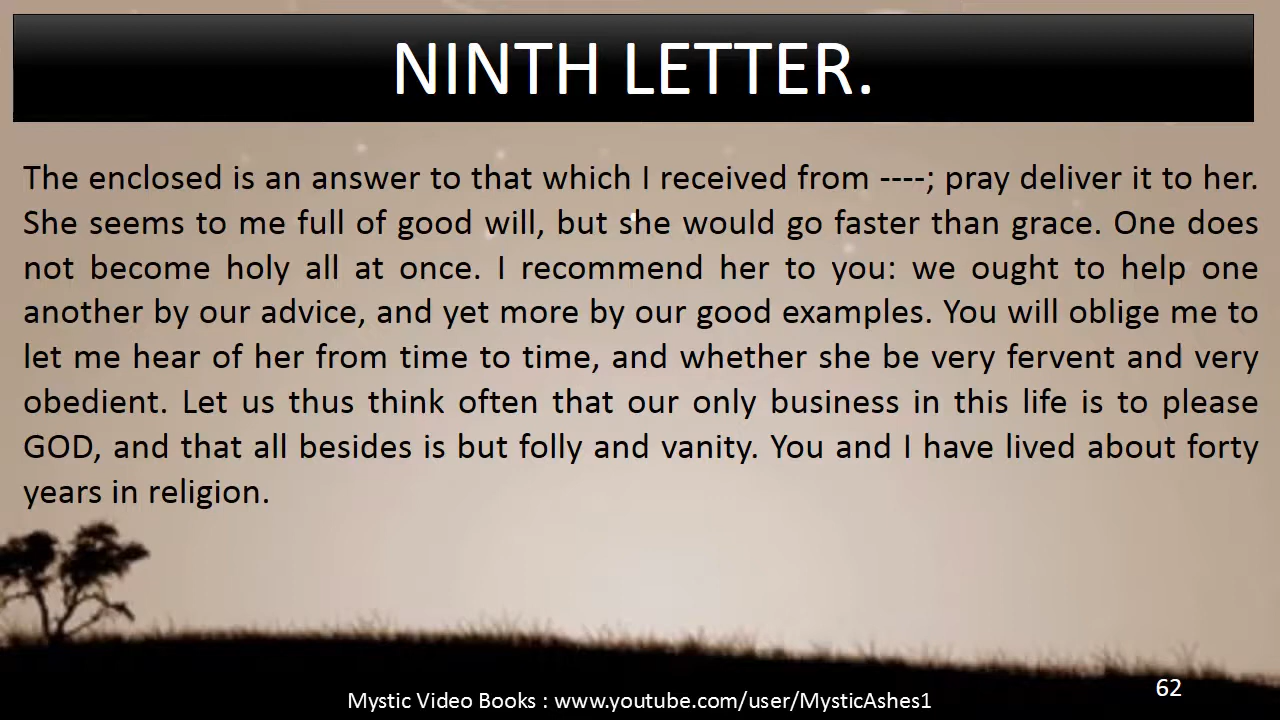 NINTH LETTER.
The enclosed is an answer to that which I received from ----; pray deliver it to her.
She seems to me full of good will, but she would go faster than grace. One does
not become holy all at once. I recommend her to you: we ought to help one
another by our advice, and yet more by our good examples. You will oblige me to
let me hear of her from time to time, and whether she be very fervent and very
obedient. Let us thus think often that our only business in this life is to please
GOD, and that all besides is but folly and vanity. You and I have lived about forty
years in religion.
62
Mystic Video Books : www.youtube.com/user/MysticAshes1